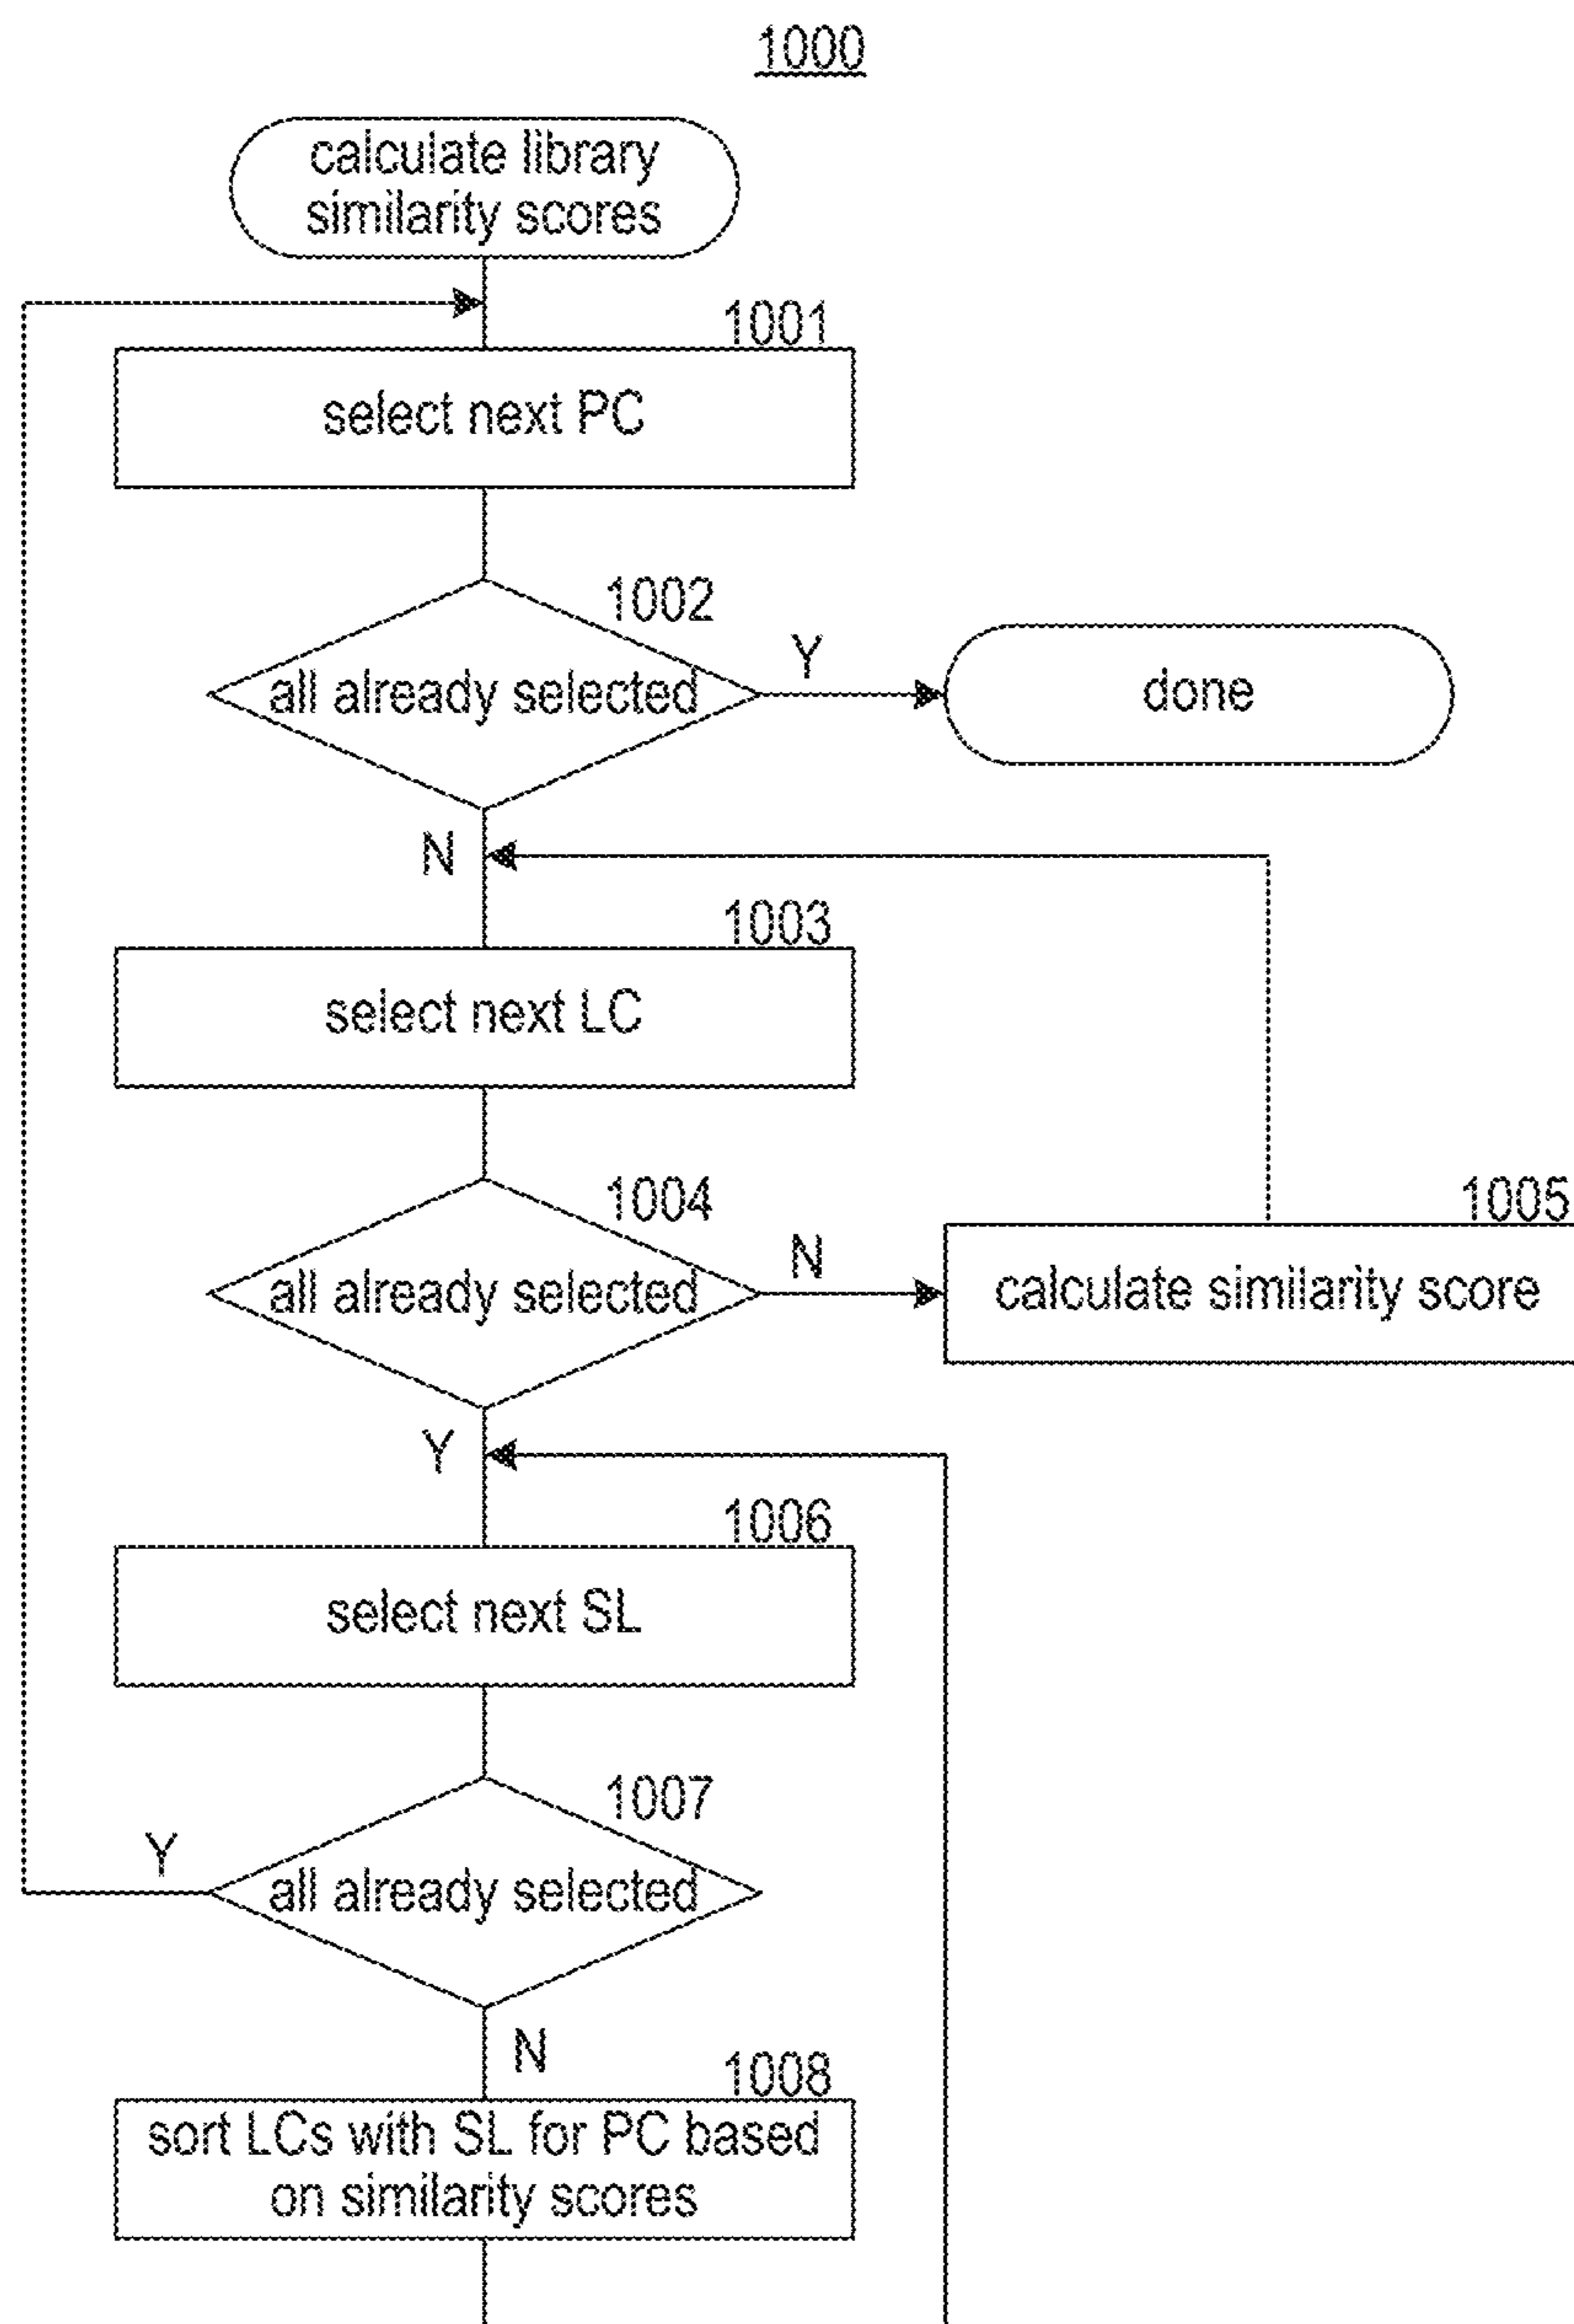 1000
calculate library
similarity scores
1001
select next PC
1002
all already selected
Y
done
N
1003
select next LC
1004
all already selected
N
1005
calculate similarity score
Y
1006
select next SL
1007
all already selected
Y
N
1008
sort LCs with SL for PC based
on similarity scores